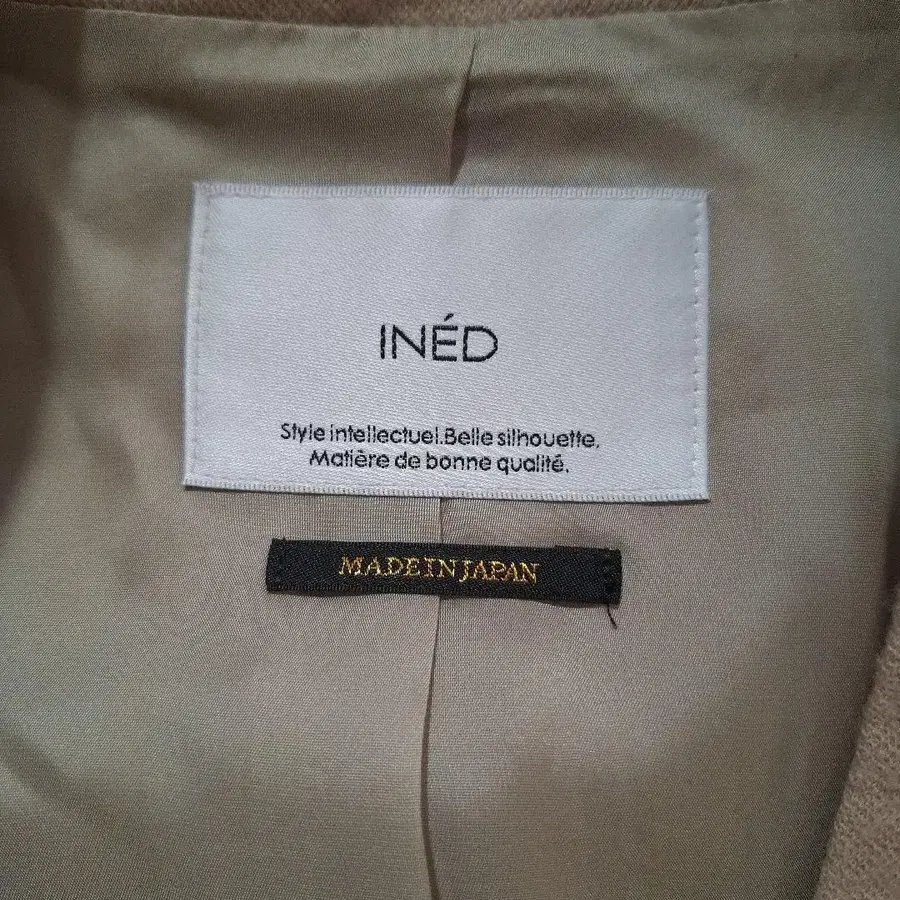 INÉD
Style intellectuel.Belle silhouette.
Matière de bonne qualité.
MADE IN JAPAN